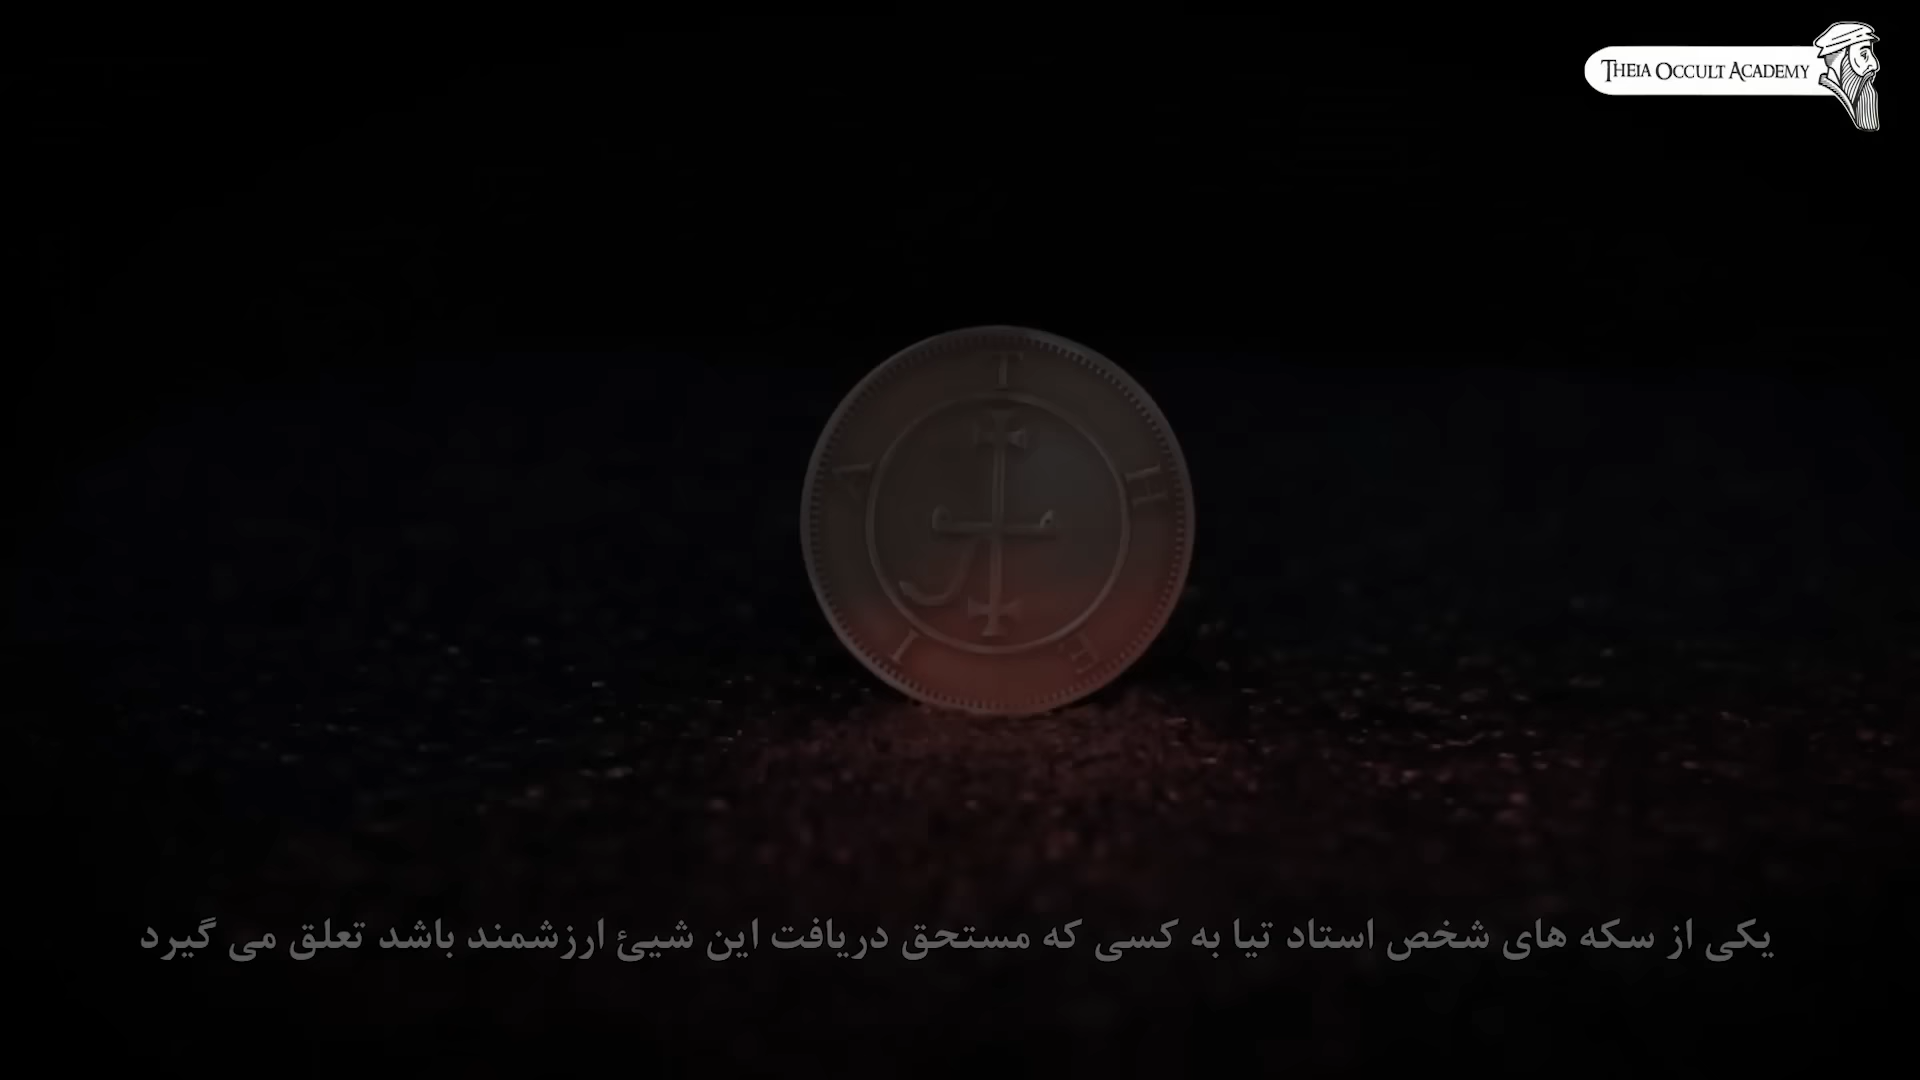 THEIA OCCULT ACADEMY
T H E I A
یکی از سکه های شخص استاد تیا به کسی که مستحق دریافت این شیئ ارزشمند باشد تعلق می گیرد